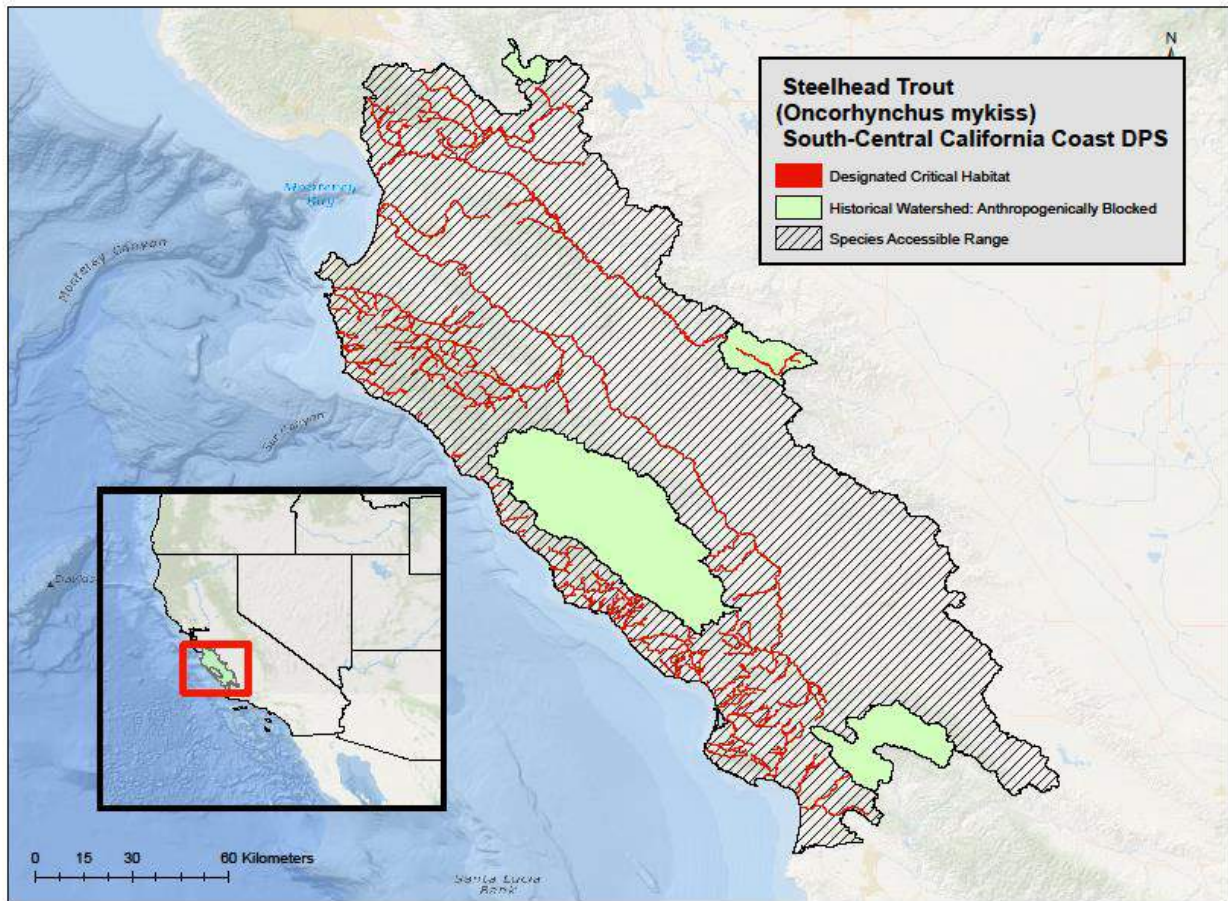 N
Steelhead Trout
(Oncorhynchus mykiss)
South-Central California Coast DPS
Designated Critical Habitat
Historical Watershed: Anthropogenically Blocked
Species Accessible Range
Monterey
Bay
Monterey Canyon
Sur Canyon
Davids
0 15 30 60 Kilometers
Santa Lucia
Bank